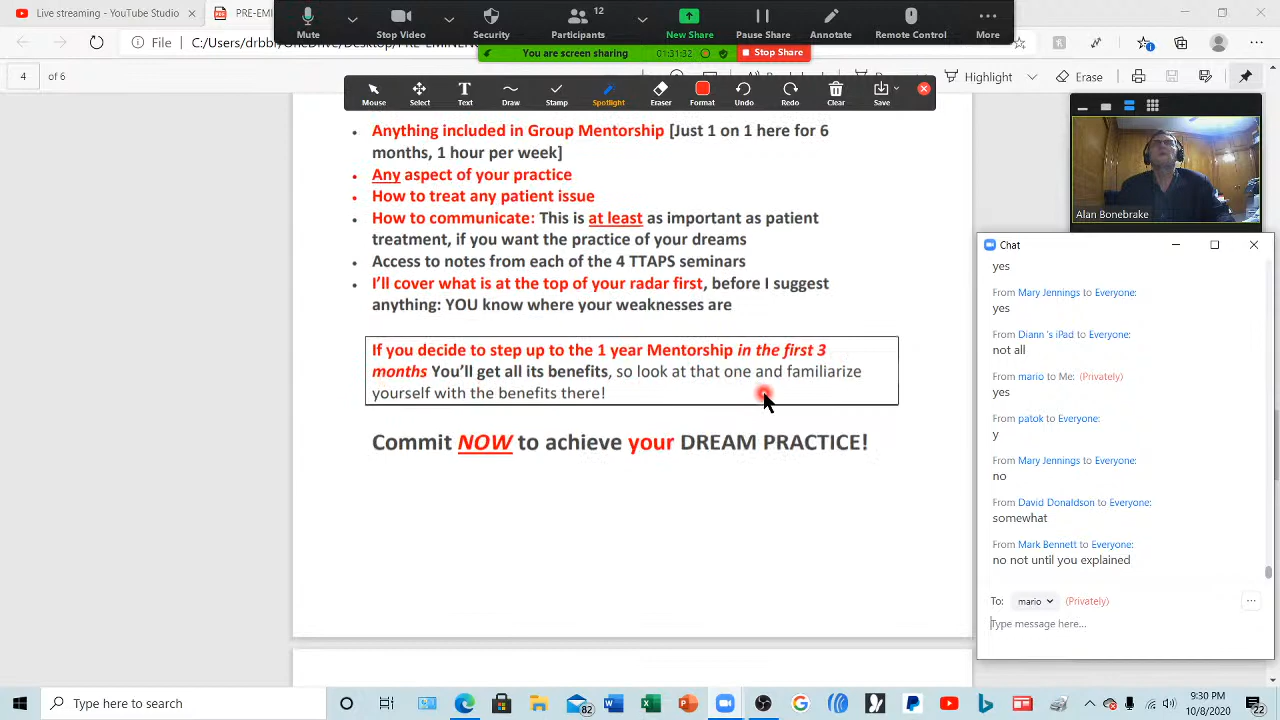 Streaming - YouTube
Studio
PRE-EM
12
Mute
Stop Video
Security
Participants
New Share
Pause Share
Annotate
Remote Control
More
File
C:/Users/drbbl/OneDrive/Desktop/PRE-EMINEN
You are screen sharing
01:31:32
Stop Share
4
of 8
Highlight
Erase
Mouse
Select
Text
Draw
Stamp
Spotlight
Eraser
Format
Undo
Redo
Clear
Save
• Anything included in Group Mentorship [Just 1 on 1 here for 6
months, 1 hour per week]
• Any aspect of your practice
• How to treat any patient issue
• How to communicate: This is at least as important as patient
treatment, if you want the practice of your dreams
• Access to notes from each of the 4 TTAPS seminars
• I'll cover what is at the top of your radar first, before I suggest
anything: YOU know where your weaknesses are
If you decide to step up to the 1 year Mentorship in the first 3
months You'll get all its benefits, so look at that one and familiarize
yourself with the benefits there!
Commit NOW to achieve your DREAM PRACTICE!
Alan Bonebrake
Chat
yes
From Mary Jennings to Everyone:
yes
From Diann 's iPad to Everyone:
not all
From mario to Me: (Privately)
yes
From patok to Everyone:
y
From Mary Jennings to Everyone:
no
From David Donaldson to Everyone:
somewhat
From Mark Bennett to Everyone:
no not until you explained
To: mario (Privately)
Type message here...
82
9:30 PM
10/8/2020